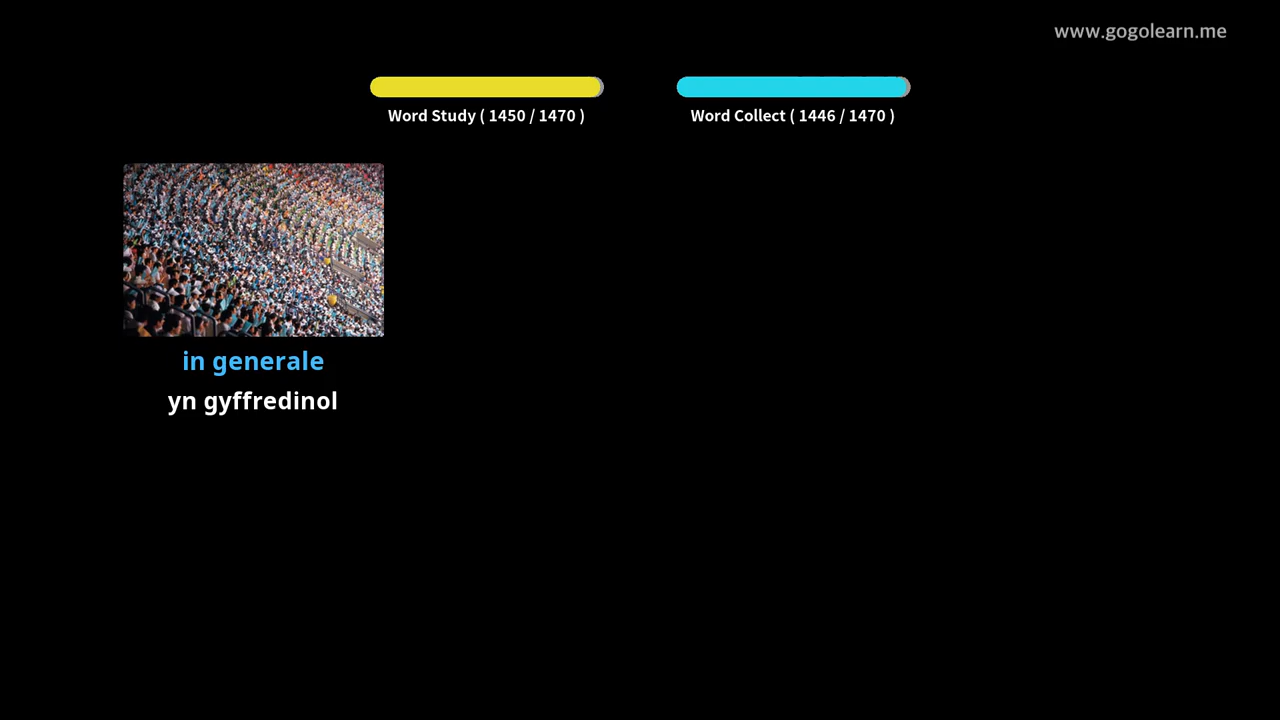 www.gogolearn.me
Word Study ( 1450 / 1470 )
Word Collect ( 1446 / 1470 )
in generale
yn gyffredinol